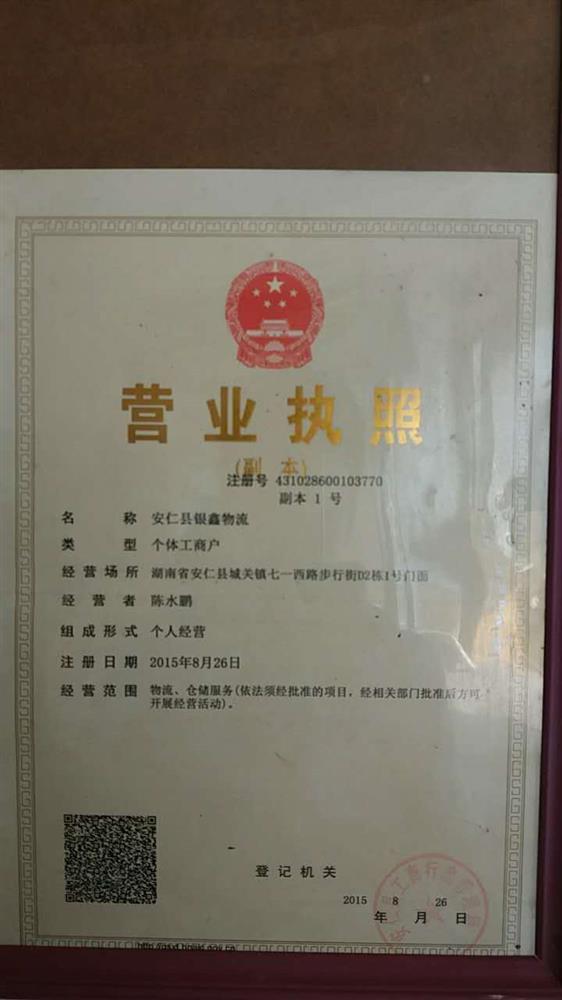 营业执照
(副本)
注册号 431028600103770
副本 1 号
名称 安仁县银鑫物流
类型 个体工商户
经营场所 湖南省安仁县城关镇七一西路步行街D2栋1号门面
经营者 陈水鹏
组成形式 个人经营
注册日期 2015年8月26日
经营范围 物流、仓储服务(依法须经批准的项目,经相关部门批准后方可
开展经营活动)。
登记机关
2015 8 26
年 月 日